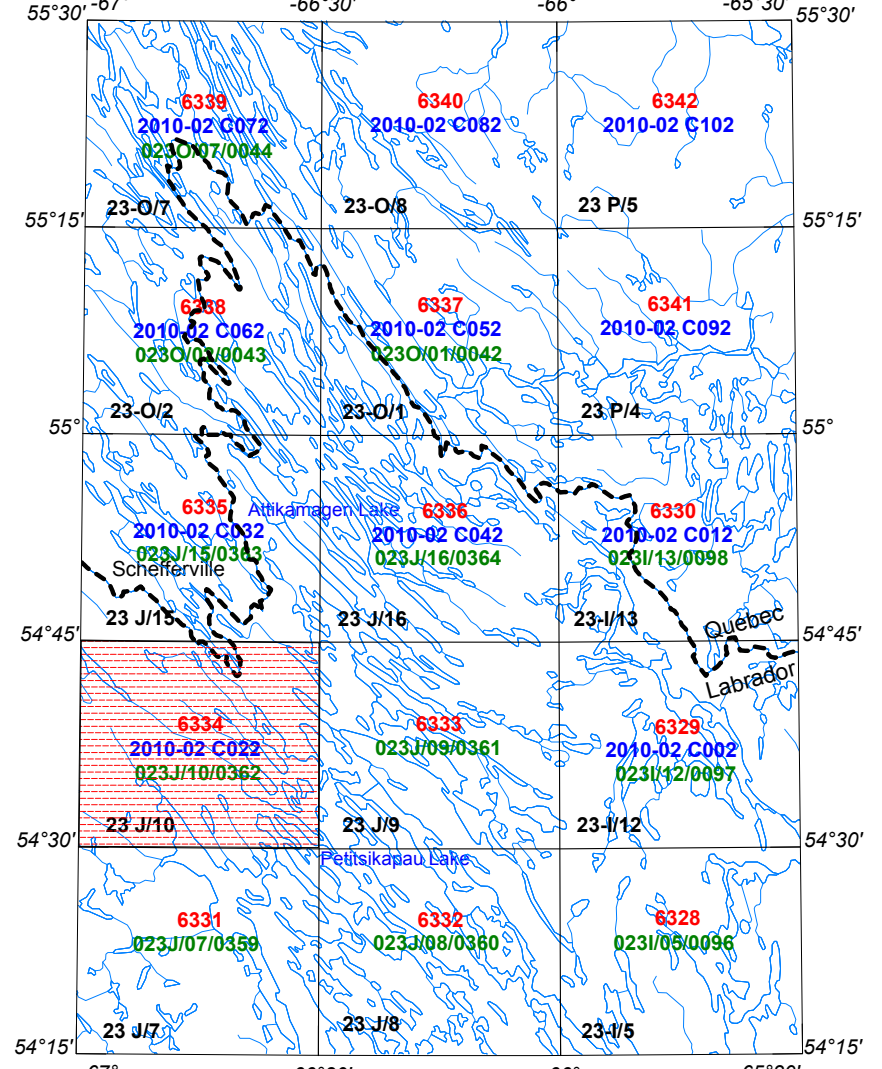 -67° -66°30' -66° -65°30'
55°30' 55°30'
6339 6340 6342
2010-02 C072 2010-02 C082 2010-02 C102
023O/07/0044
23-O/7 23-O/8 23 P/5
55°15' 55°15'
6338 6337 6341
2010-02 C062 2010-02 C052 2010-02 C092
023O/02/0043 023O/01/0042
23-O/2 23-O/1 23 P/4
55° 55°
6335 Attikamagen Lake 6336 6330
2010-02 C032 2010-02 C042 2010-02 C012
023J/15/0363 023J/16/0364 023I/13/0098
Schefferville
23 J/15 23 J/16 23-I/13 Quebec
54°45' 54°45'
Labrador
6334 6333 6329
2010-02 C022 023J/09/0361 2010-02 C002
023J/10/0362 023I/12/0097
23 J/10 23 J/9 23-I/12
54°30' 54°30'
Petitsikapau Lake
6331 6332 6328
023J/07/0359 023J/08/0360 023I/05/0096
23 J/7 23 J/8 23-I/5
54°15' 54°15'